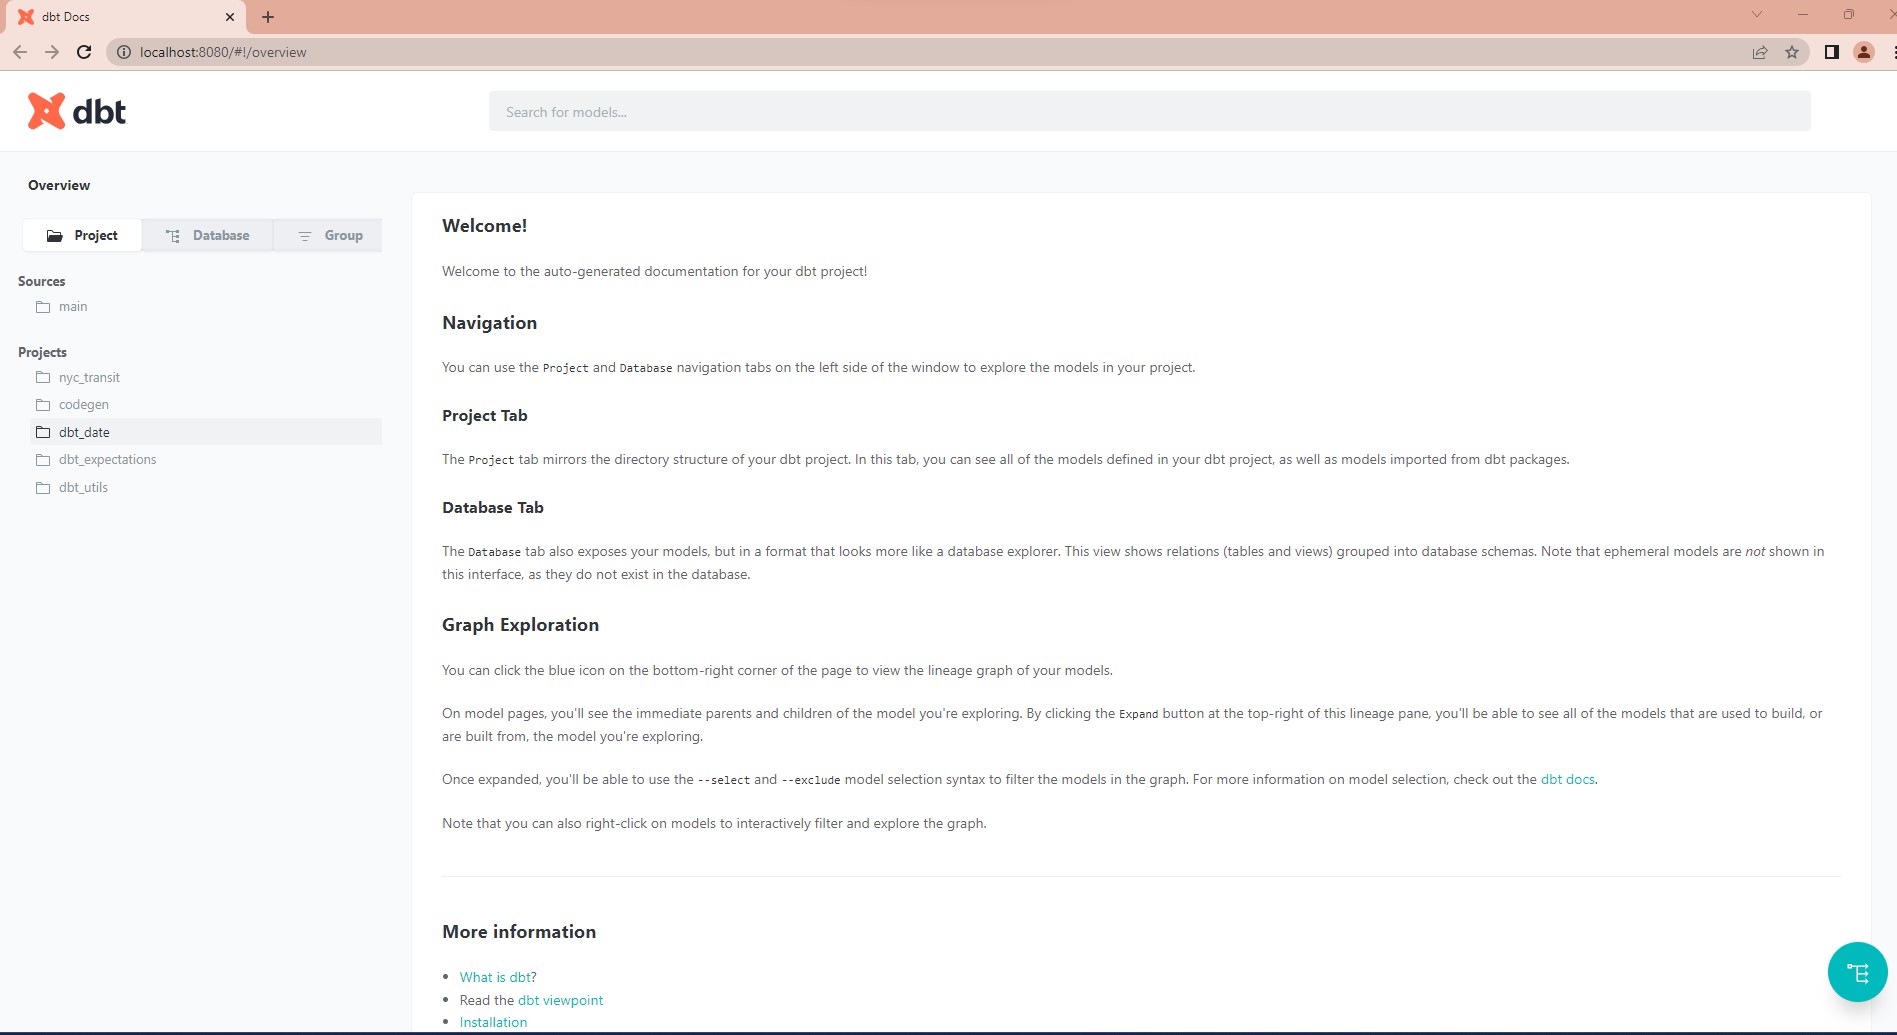 dbt Docs
localhost:8080/#!/overview
dbt
Search for models...
Overview
Project Database Group
Sources
main
Projects
nyc_transit
codegen
dbt_date
dbt_expectations
dbt_utils
Welcome!
Welcome to the auto-generated documentation for your dbt project!
Navigation
You can use the Project and Database navigation tabs on the left side of the window to explore the models in your project.
Project Tab
The Project tab mirrors the directory structure of your dbt project. In this tab, you can see all of the models defined in your dbt project, as well as models imported from dbt packages.
Database Tab
The Database tab also exposes your models, but in a format that looks more like a database explorer. This view shows relations (tables and views) grouped into database schemas. Note that ephemeral models are not shown in
this interface, as they do not exist in the database.
Graph Exploration
You can click the blue icon on the bottom-right corner of the page to view the lineage graph of your models.
On model pages, you'll see the immediate parents and children of the model you're exploring. By clicking the Expand button at the top-right of this lineage pane, you'll be able to see all of the models that are used to build, or
are built from, the model you're exploring.
Once expanded, you'll be able to use the --select and --exclude model selection syntax to filter the models in the graph. For more information on model selection, check out the dbt docs.
Note that you can also right-click on models to interactively filter and explore the graph.
More information
• What is dbt?
• Read the dbt viewpoint
• Installation